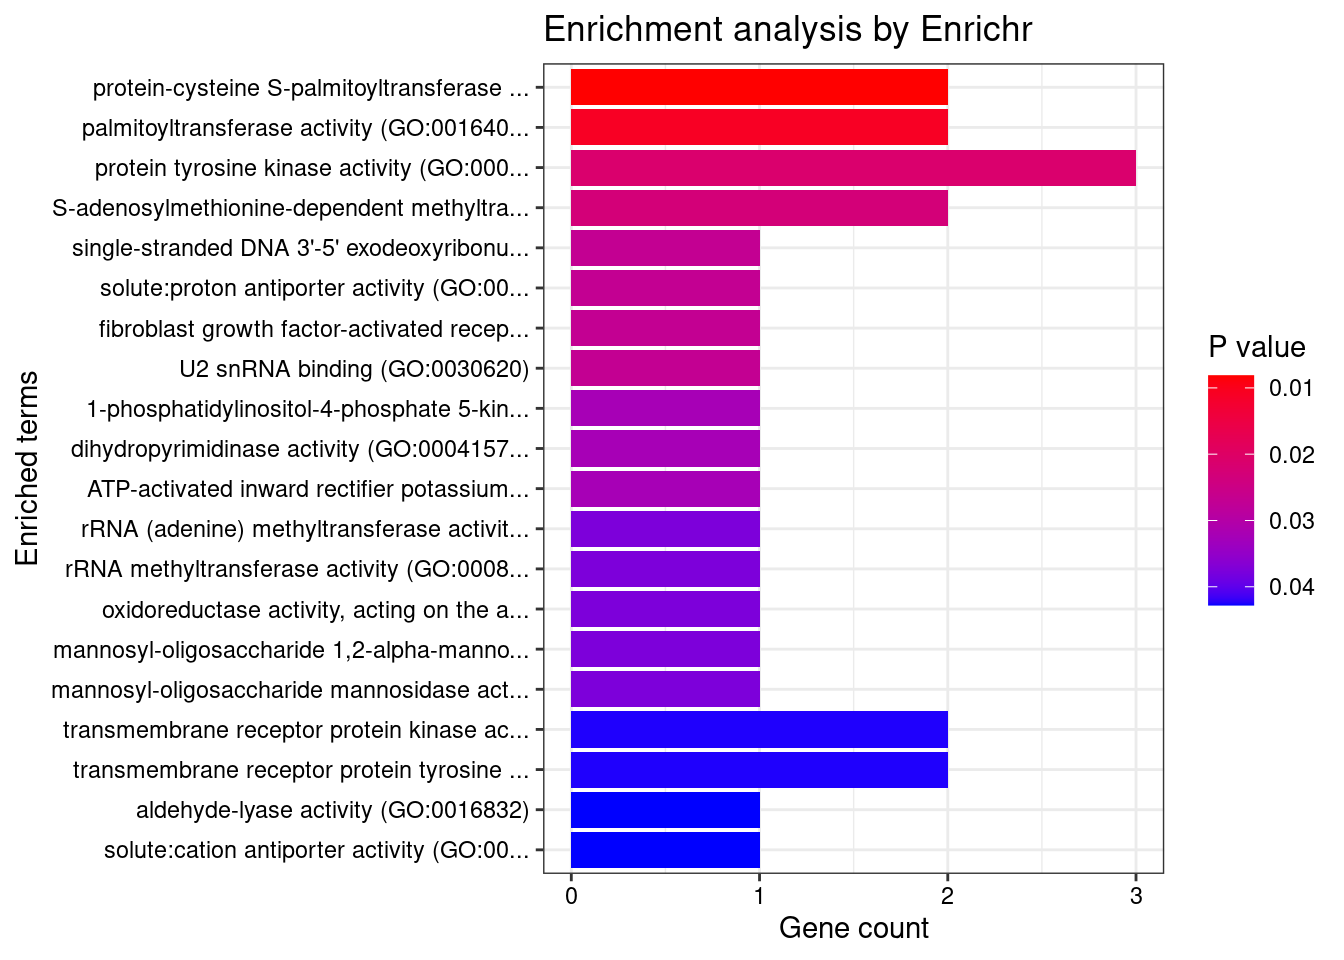 Enrichment analysis by Enrichr
protein-cysteine S-palmitoyltransferase ...
palmitoyltransferase activity (GO:001640...
protein tyrosine kinase activity (GO:000...
S-adenosylmethionine-dependent methyltra...
single-stranded DNA 3'-5' exodeoxyribonu...
solute:proton antiporter activity (GO:00...
fibroblast growth factor-activated recep...
U2 snRNA binding (GO:0030620)
1-phosphatidylinositol-4-phosphate 5-kin...
dihydropyrimidinase activity (GO:0004157...
ATP-activated inward rectifier potassium...
rRNA (adenine) methyltransferase activit...
rRNA methyltransferase activity (GO:0008...
oxidoreductase activity, acting on the a...
mannosyl-oligosaccharide 1,2-alpha-manno...
mannosyl-oligosaccharide mannosidase act...
transmembrane receptor protein kinase ac...
transmembrane receptor protein tyrosine ...
aldehyde-lyase activity (GO:0016832)
solute:cation antiporter activity (GO:00...
Enriched terms
0 1 2 3
Gene count
P value
0.01
0.02
0.03
0.04